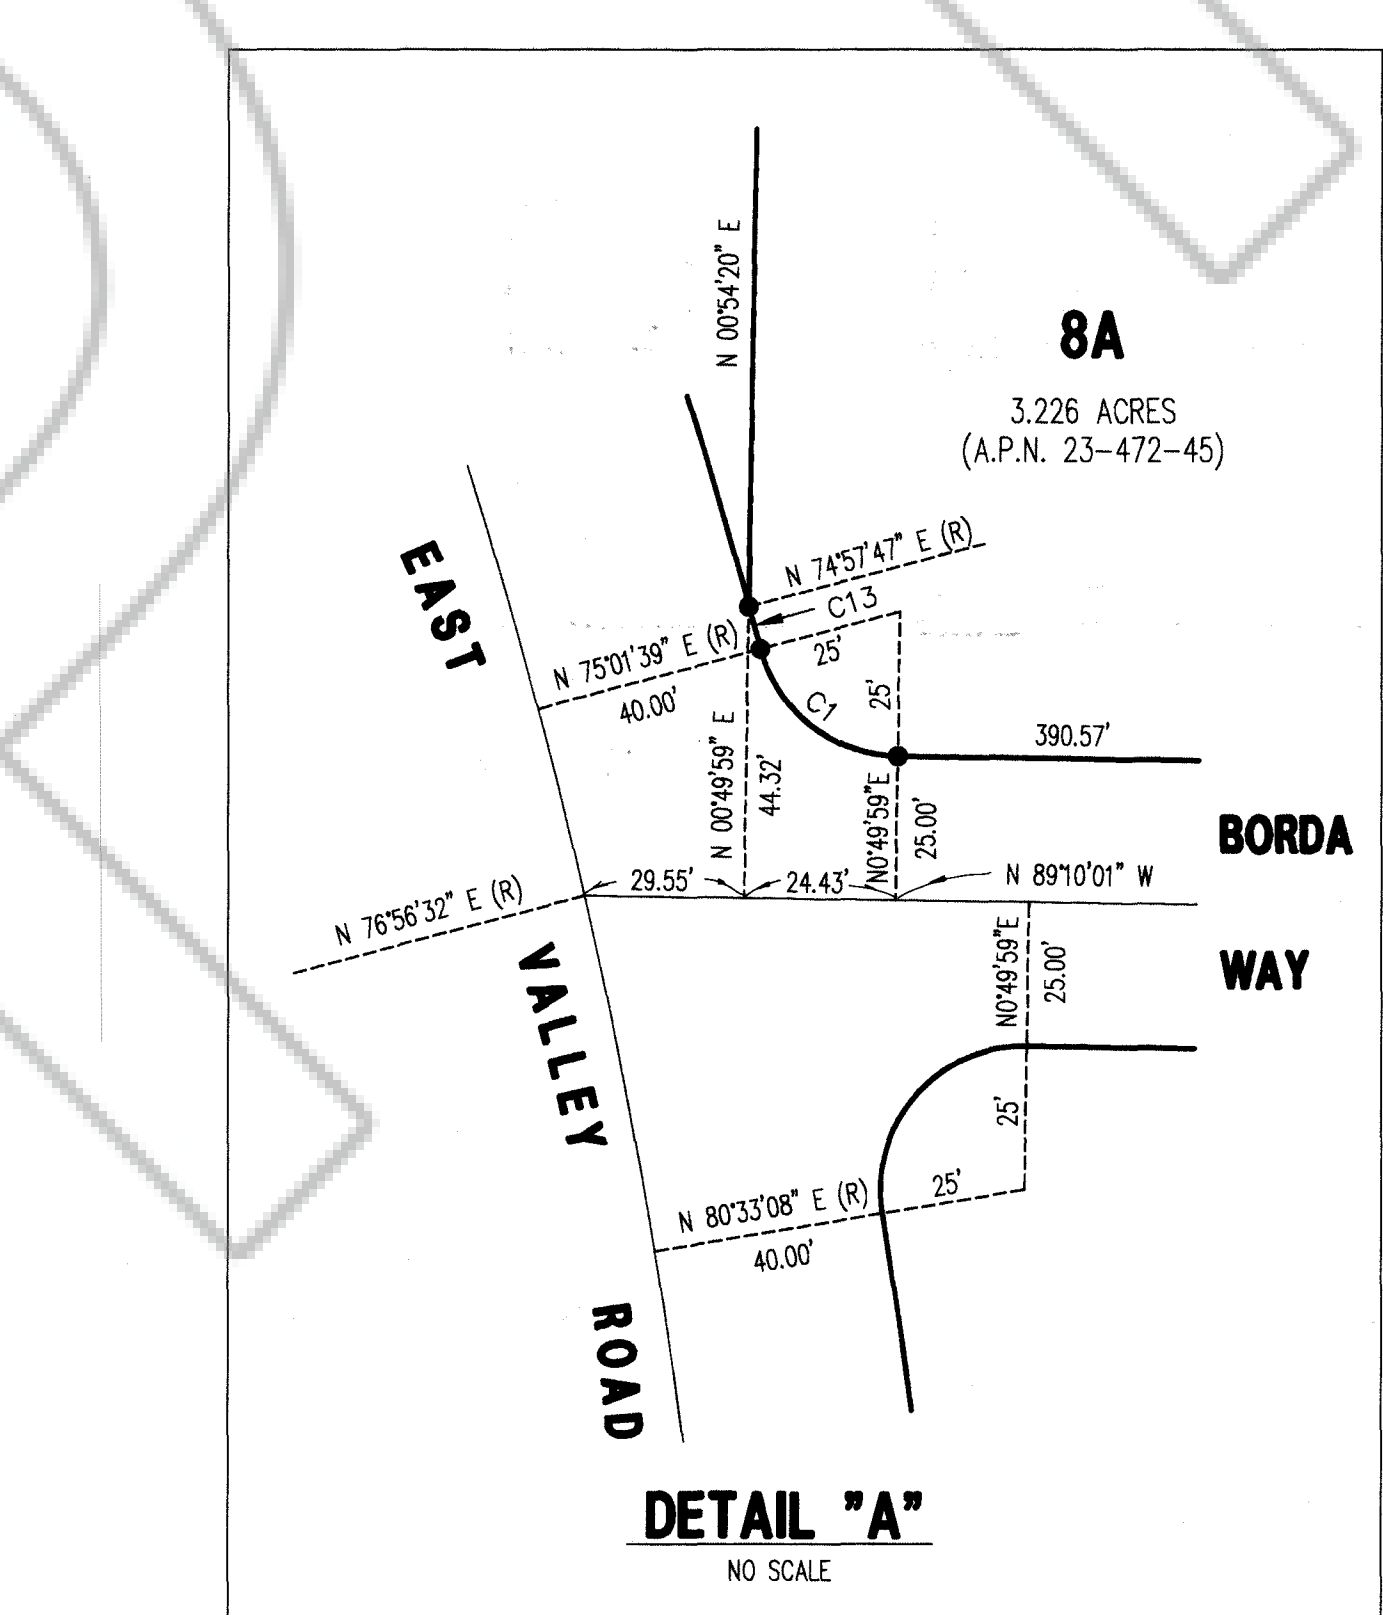 N 00°54'20" E
8A
3.226 ACRES
(A.P.N. 23-472-45)
EAST
N 74°57'47" E (R)
C13
N 75°01'39" E (R)
40.00'
25'
25'
C1
390.57'
N 00°49'59" E
44.32'
N0°49'59"E
25.00'
BORDA
29.55'
24.43'
N 89°10'01" W
N 76°56'32" E (R)
VALLEY
N0°49'59"E
25.00'
WAY
25'
N 80°33'08" E (R)
25'
40.00'
ROAD
DETAIL "A"
NO SCALE